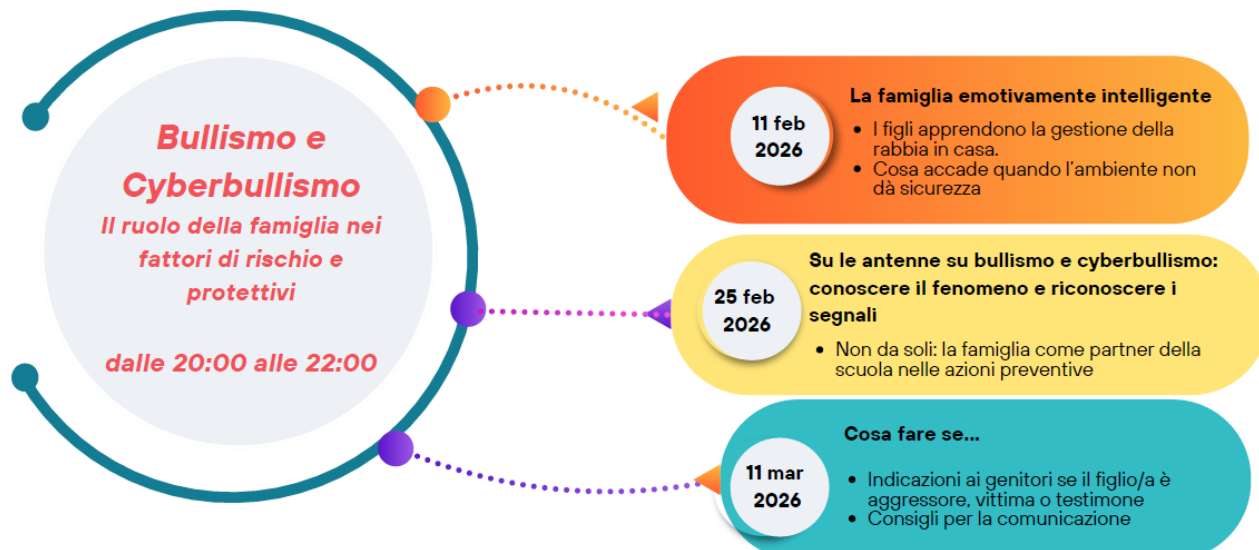 Bullismo e
Cyberbullismo
Il ruolo della famiglia nei
fattori di rischio e
protettivi
dalle 20:00 alle 22:00
11 feb
2026
La famiglia emotivamente intelligente
• I figli apprendono la gestione della
rabbia in casa.
• Cosa accade quando l'ambiente non
dà sicurezza
25 feb
2026
Su le antenne su bullismo e cyberbullismo:
conoscere il fenomeno e riconoscere i
segnali
• Non da soli: la famiglia come partner della
scuola nelle azioni preventive
11 mar
2026
Cosa fare se...
• Indicazioni ai genitori se il figlio/a è
aggressore, vittima o testimone
• Consigli per la comunicazione